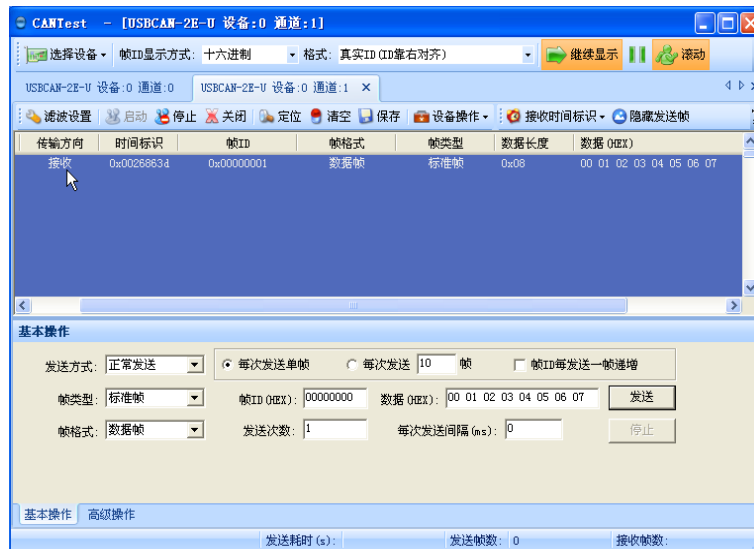 CANTest - [USBCAN-2E-U 设备:0 通道:1]
选择设备 帧ID显示方式: 十六进制 格式: 真实ID(ID靠右对齐) 继续显示 滚动
USBCAN-2E-U 设备:0 通道:0 USBCAN-2E-U 设备:0 通道:1 ×
滤波设置 启动 停止 关闭 定位 清空 保存 设备操作 接收时间标识 隐藏发送帧
传输方向 时间标识 帧ID 帧格式 帧类型 数据长度 数据(HEX)
接收 0x0026863d 0x00000001 数据帧 标准帧 0x08 00 01 02 03 04 05 06 07
基本操作
发送方式: 正常发送 每次发送单帧 每次发送 10 帧 帧ID每发送一帧递增
帧类型: 标准帧 帧ID(HEX): 00000000 数据(HEX): 00 01 02 03 04 05 06 07 发送
帧格式: 数据帧 发送次数: 1 每次发送间隔(ms): 0 停止
基本操作 高级操作
发送耗时(s): 发送帧数: 0 接收帧数: